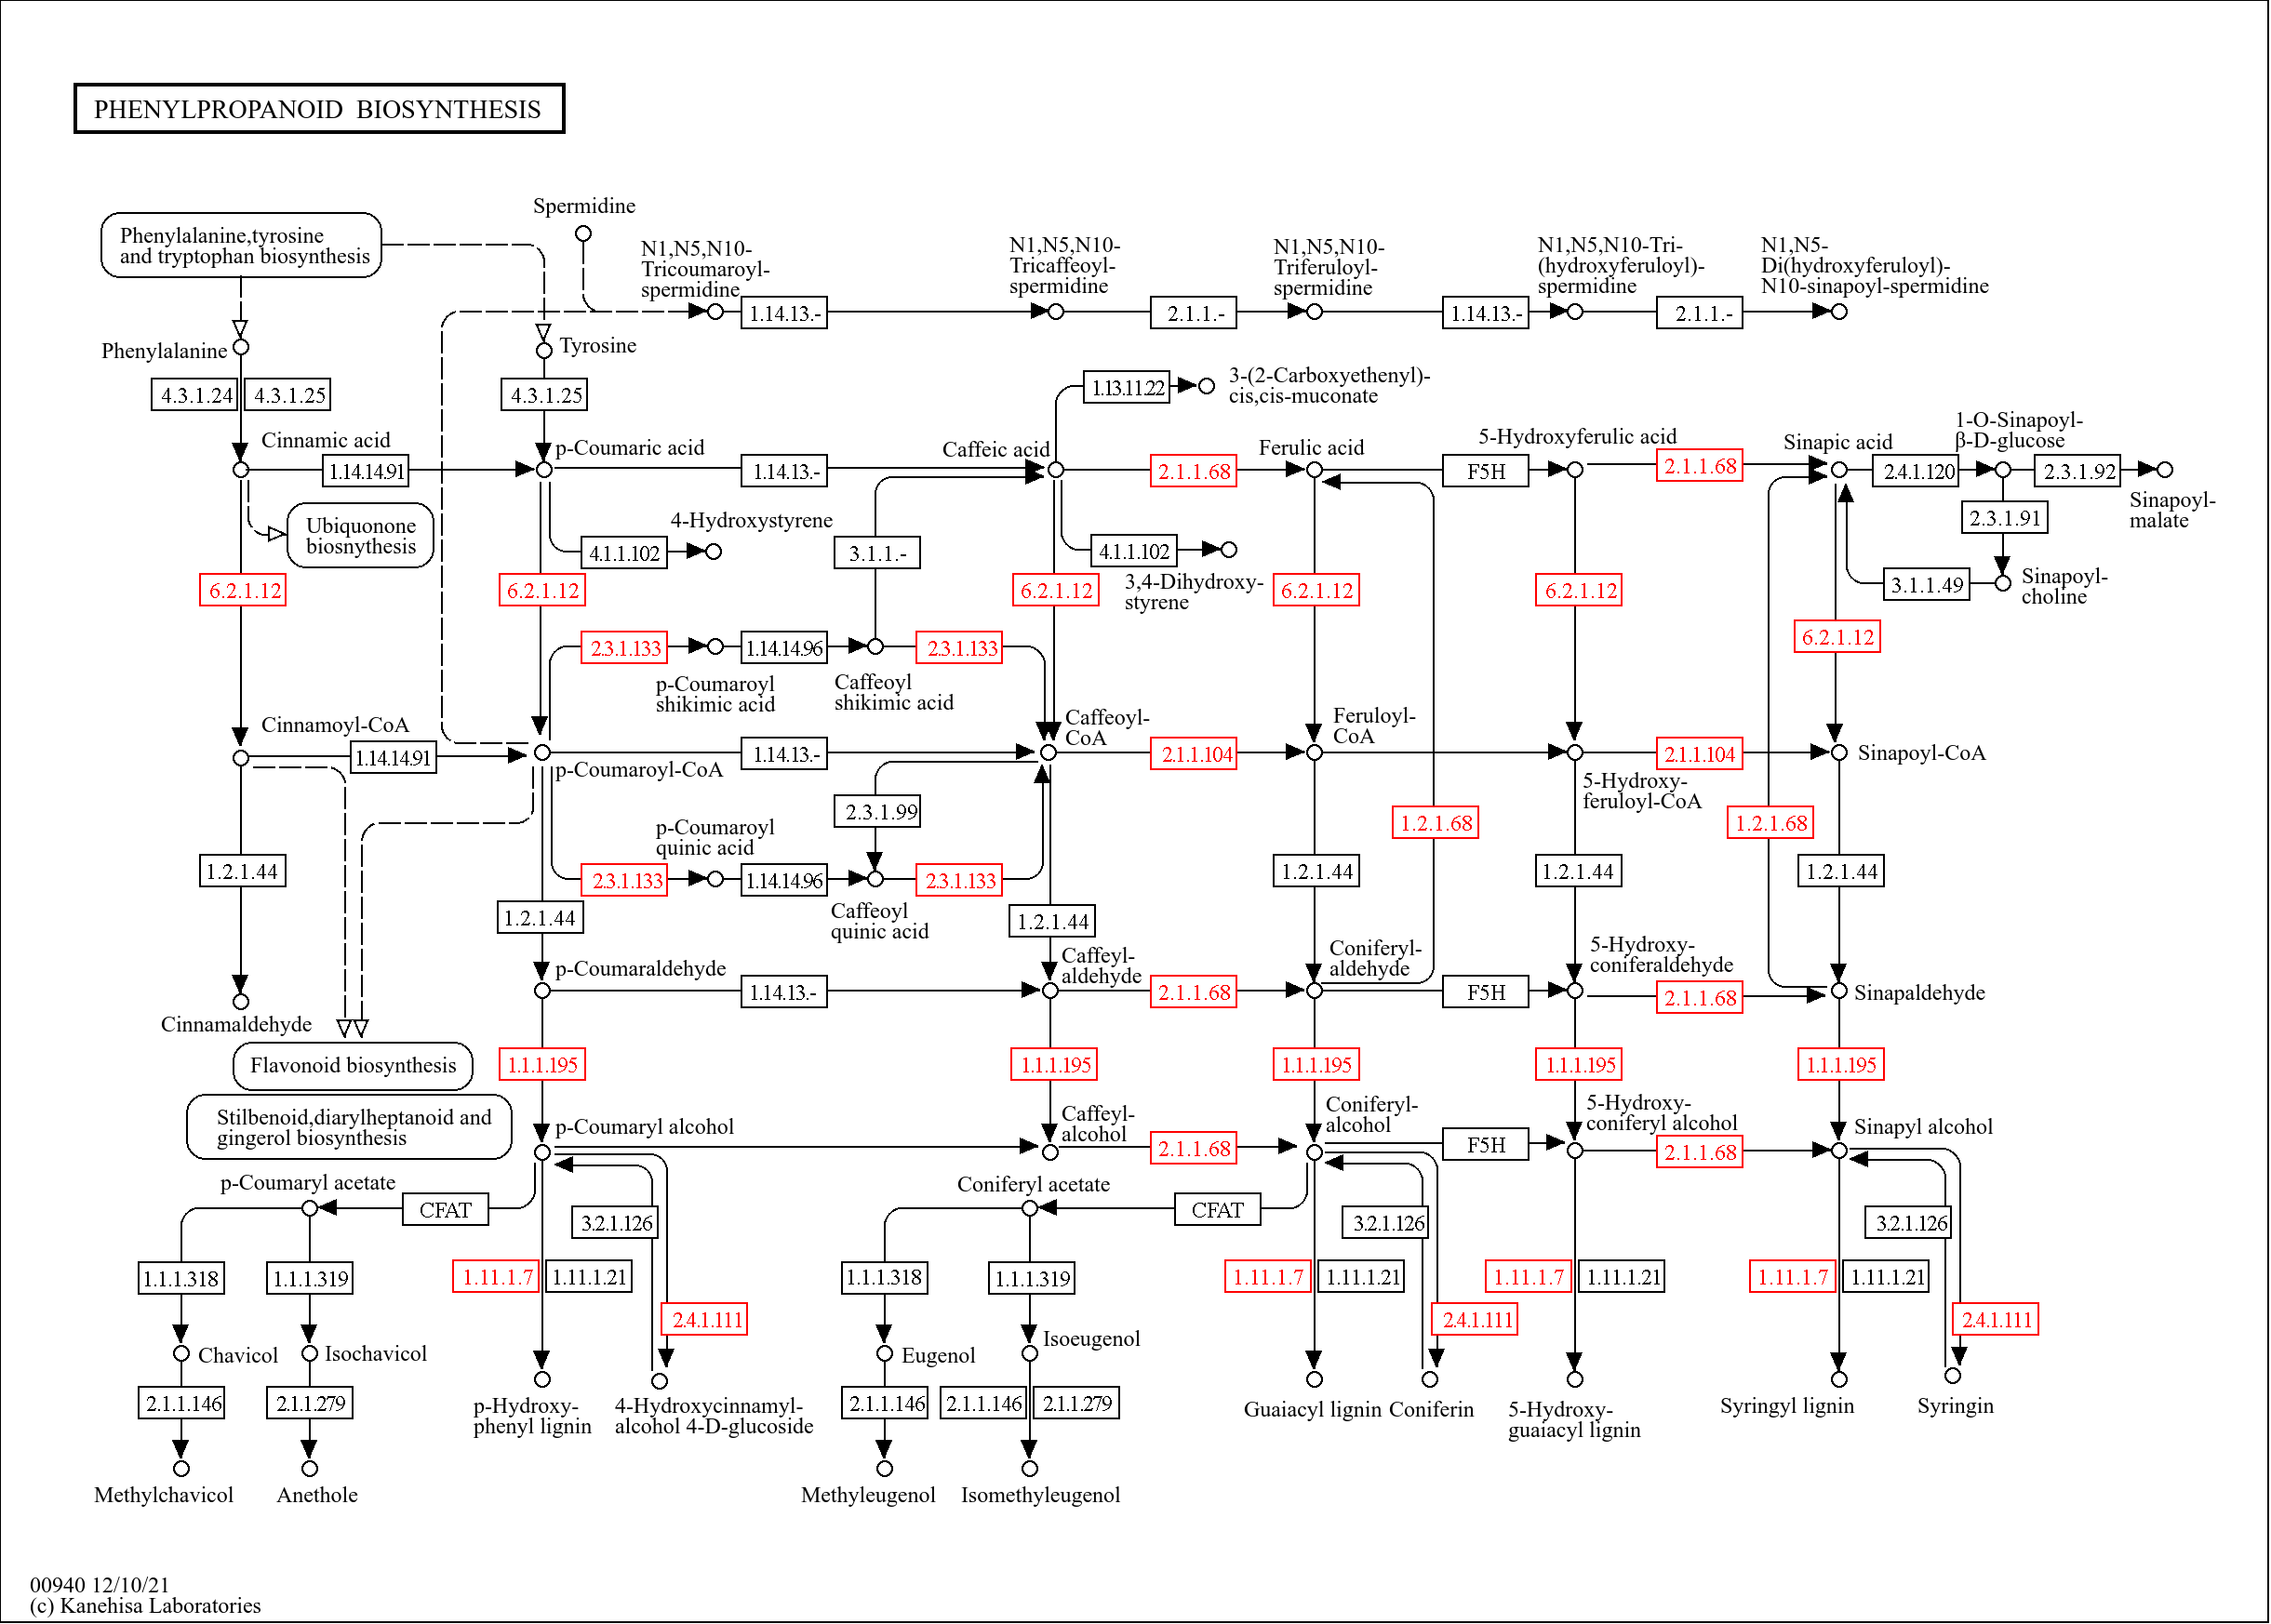 PHENYLPROPANOID BIOSYNTHESIS
Spermidine
Phenylalanine,tyrosine
and tryptophan biosynthesis
N1,N5,N10-
Tricoumaroyl-
spermidine
N1,N5,N10-
Tricaffeoyl-
spermidine
N1,N5,N10-
Triferuloyl-
spermidine
N1,N5,N10-Tri-
(hydroxyferuloyl)-
spermidine
N1,N5-
Di(hydroxyferuloyl)-
N10-sinapoyl-spermidine
1.14.13.-
2.1.1.-
1.14.13.-
2.1.1.-
Phenylalanine
Tyrosine
4.3.1.24
4.3.1.25
4.3.1.25
1.13.11.22
3-(2-Carboxyethenyl)-
cis,cis-muconate
Cinnamic acid
p-Coumaric acid
Caffeic acid
Ferulic acid
5-Hydroxyferulic acid
Sinapic acid
1-O-Sinapoyl-
β-D-glucose
1.14.14.91
1.14.13.-
2.1.1.68
F5H
2.1.1.68
2.4.1.120
2.3.1.92
Sinapoyl-
malate
Ubiquonone
biosnythesis
4-Hydroxystyrene
4.1.1.102
3.1.1.-
4.1.1.102
3,4-Dihydroxy-
styrene
2.3.1.91
3.1.1.49
Sinapoyl-
choline
6.2.1.12
6.2.1.12
6.2.1.12
6.2.1.12
6.2.1.12
6.2.1.12
2.3.1.133
1.14.14.96
2.3.1.133
p-Coumaroyl
shikimic acid
Caffeoyl
shikimic acid
Cinnamoyl-CoA
1.14.14.91
p-Coumaroyl-CoA
1.14.13.-
Caffeoyl-
CoA
2.1.1.104
Feruloyl-
CoA
2.1.1.104
Sinapoyl-CoA
5-Hydroxy-
feruloyl-CoA
2.3.1.99
1.2.1.68
1.2.1.68
p-Coumaroyl
quinic acid
1.2.1.44
2.3.1.133
1.14.14.96
2.3.1.133
1.2.1.44
1.2.1.44
1.2.1.44
Caffeoyl
quinic acid
1.2.1.44
1.2.1.44
p-Coumaraldehyde
Caffeyl-
aldehyde
Coniferyl-
aldehyde
5-Hydroxy-
coniferaldehyde
Sinapaldehyde
1.14.13.-
2.1.1.68
F5H
2.1.1.68
Cinnamaldehyde
Flavonoid biosynthesis
1.1.1.195
1.1.1.195
1.1.1.195
1.1.1.195
1.1.1.195
Stilbenoid,diarylheptanoid and
gingerol biosynthesis
p-Coumaryl alcohol
Caffeyl-
alcohol
Coniferyl-
alcohol
5-Hydroxy-
coniferyl alcohol
Sinapyl alcohol
2.1.1.68
F5H
2.1.1.68
p-Coumaryl acetate
CFAT
Coniferyl acetate
CFAT
3.2.1.126
3.2.1.126
3.2.1.126
1.1.1.318
1.1.1.319
1.11.1.7
1.11.1.21
1.1.1.318
1.1.1.319
1.11.1.7
1.11.1.21
1.11.1.7
1.11.1.21
1.11.1.7
1.11.1.21
2.4.1.111
2.4.1.111
2.4.1.111
Chavicol
Isochavicol
Eugenol
Isoeugenol
2.1.1.146
2.1.1.279
2.1.1.146
2.1.1.146
2.1.1.279
p-Hydroxy-
phenyl lignin
4-Hydroxycinnamyl-
alcohol 4-D-glucoside
Guaiacyl lignin
Coniferin
5-Hydroxy-
guaiacyl lignin
Syringyl lignin
Syringin
Methylchavicol
Anethole
Methyleugenol
Isomethyleugenol
00940 12/10/21
(c) Kanehisa Laboratories